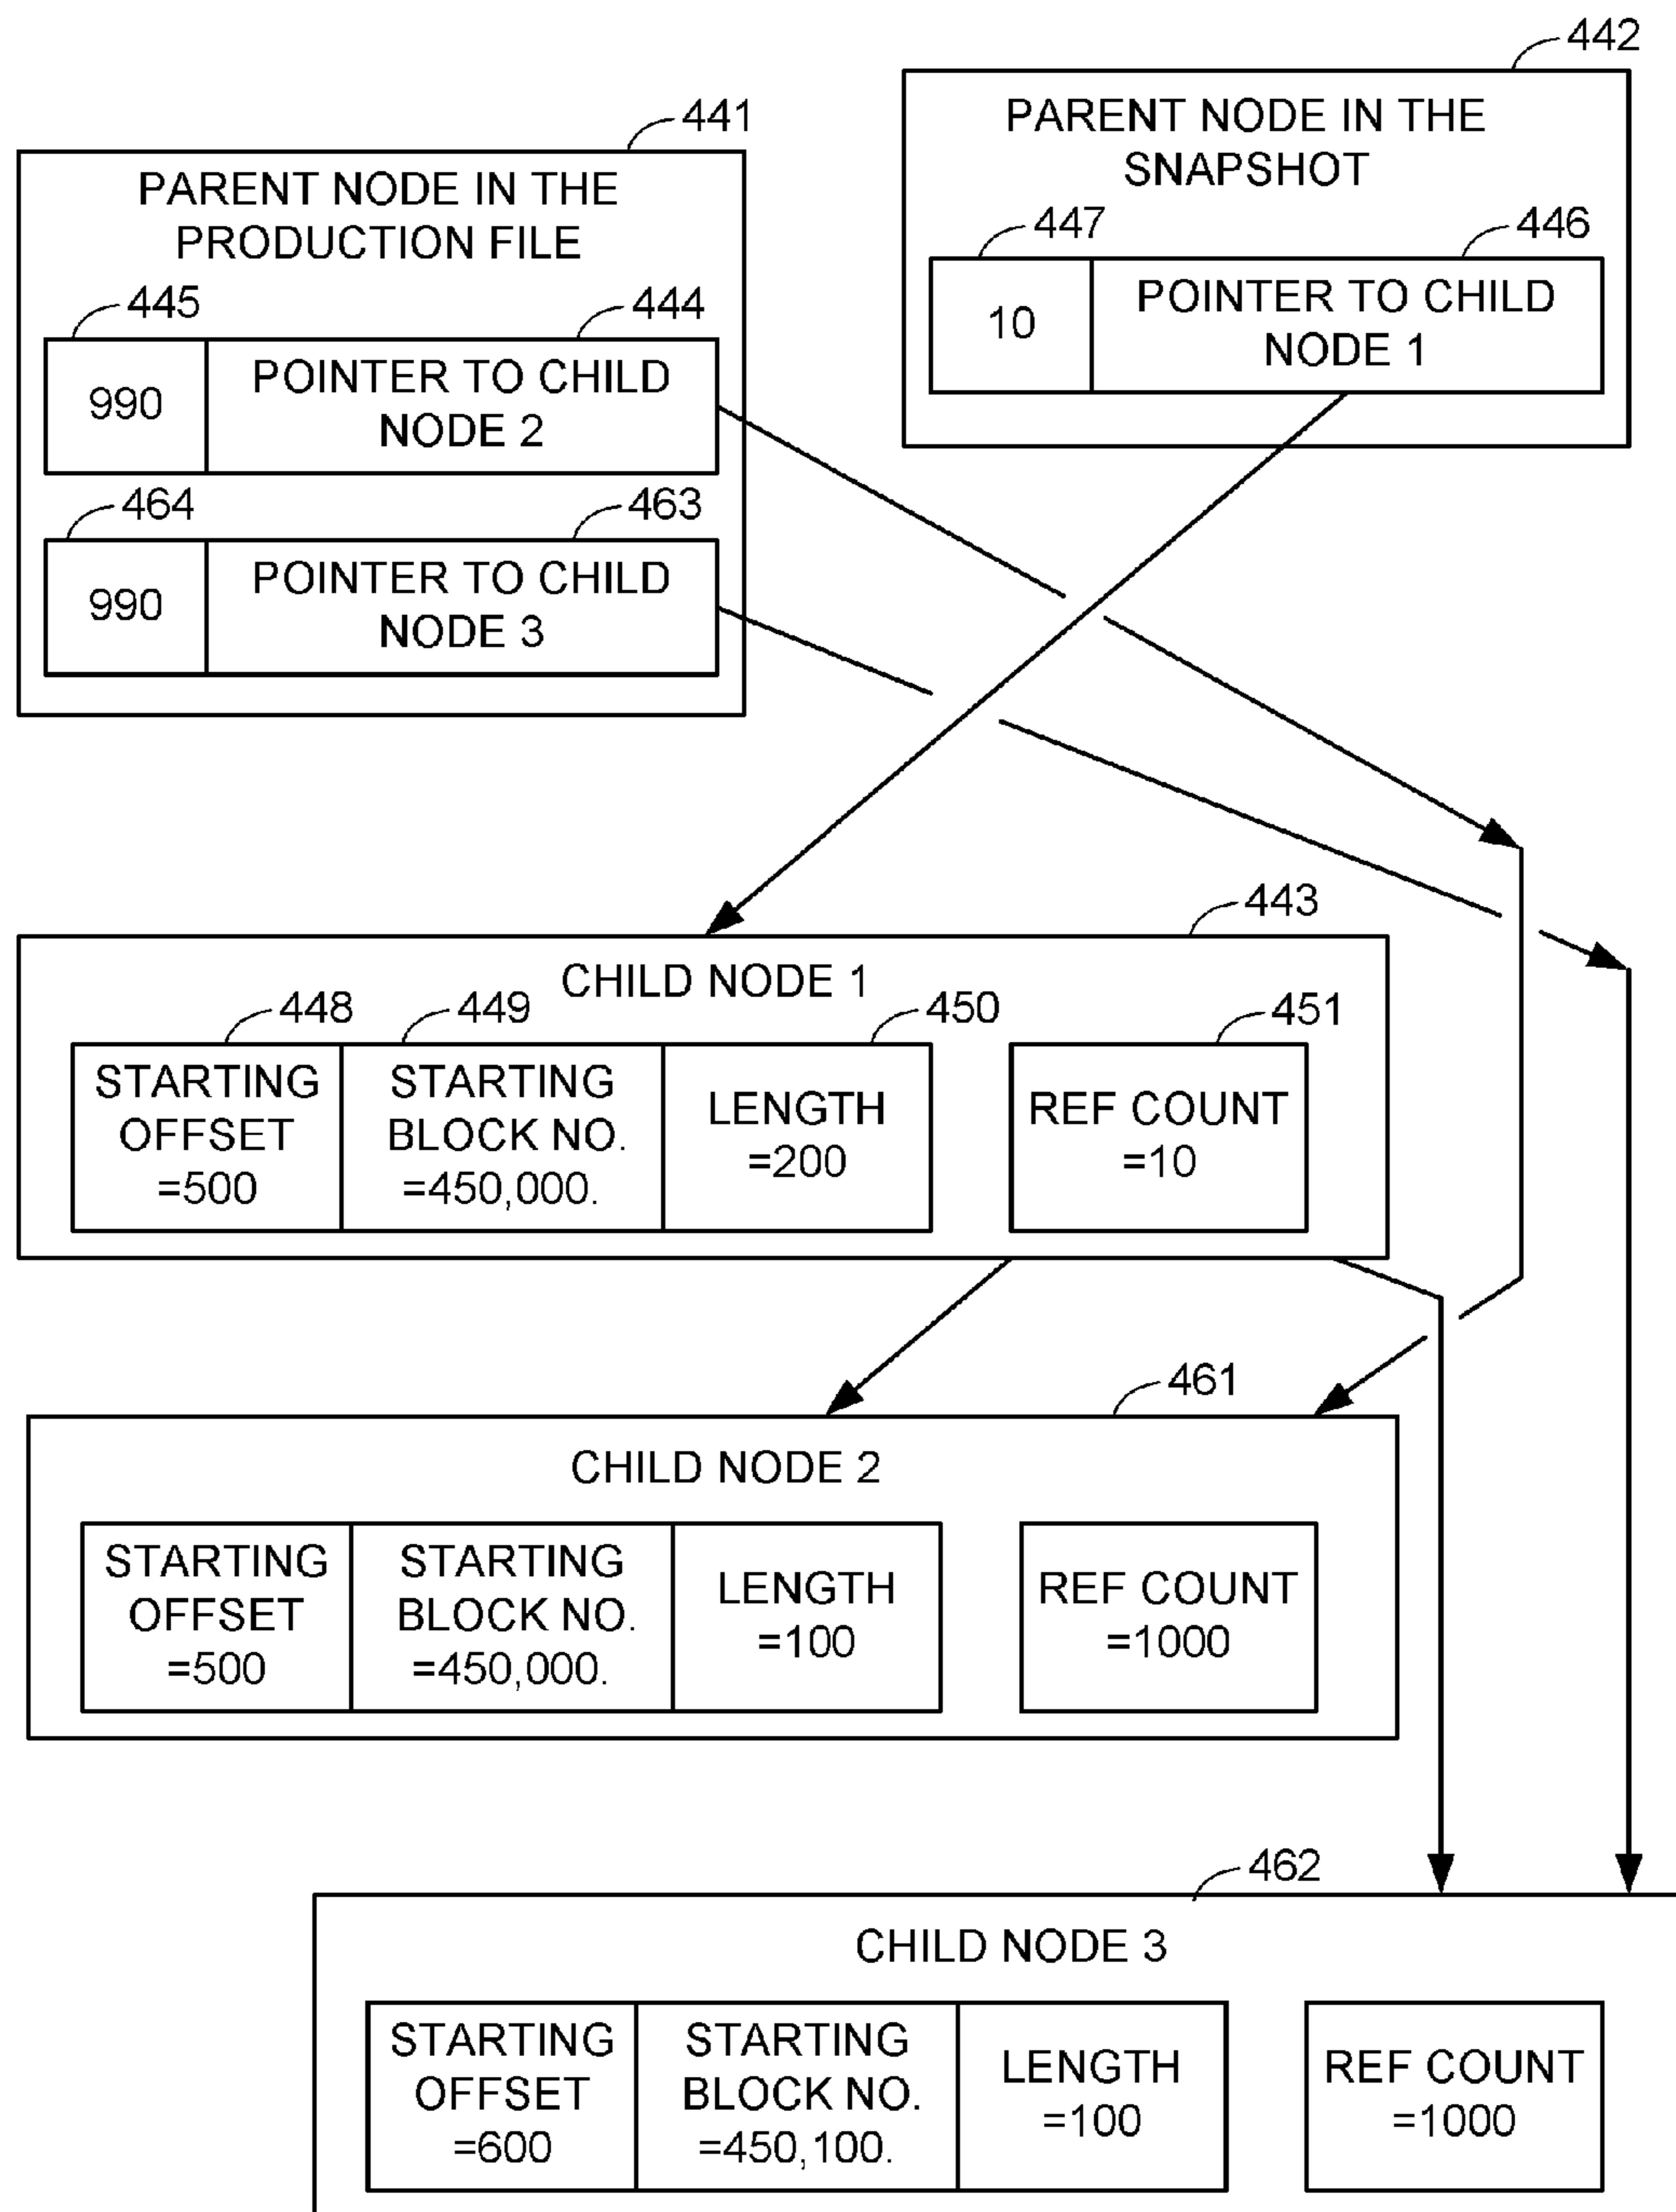 442
PARENT NODE IN THE
SNAPSHOT
447
446
10
POINTER TO CHILD
NODE 1
441
PARENT NODE IN THE
PRODUCTION FILE
445
444
990
POINTER TO CHILD
NODE 2
464
463
990
POINTER TO CHILD
NODE 3
443
CHILD NODE 1
448
449
450
451
STARTING
OFFSET
=500
STARTING
BLOCK NO.
=450,000.
LENGTH
=200
REF COUNT
=10
461
CHILD NODE 2
STARTING
OFFSET
=500
STARTING
BLOCK NO.
=450,000.
LENGTH
=100
REF COUNT
=1000
462
CHILD NODE 3
STARTING
OFFSET
=600
STARTING
BLOCK NO.
=450,100.
LENGTH
=100
REF COUNT
=1000